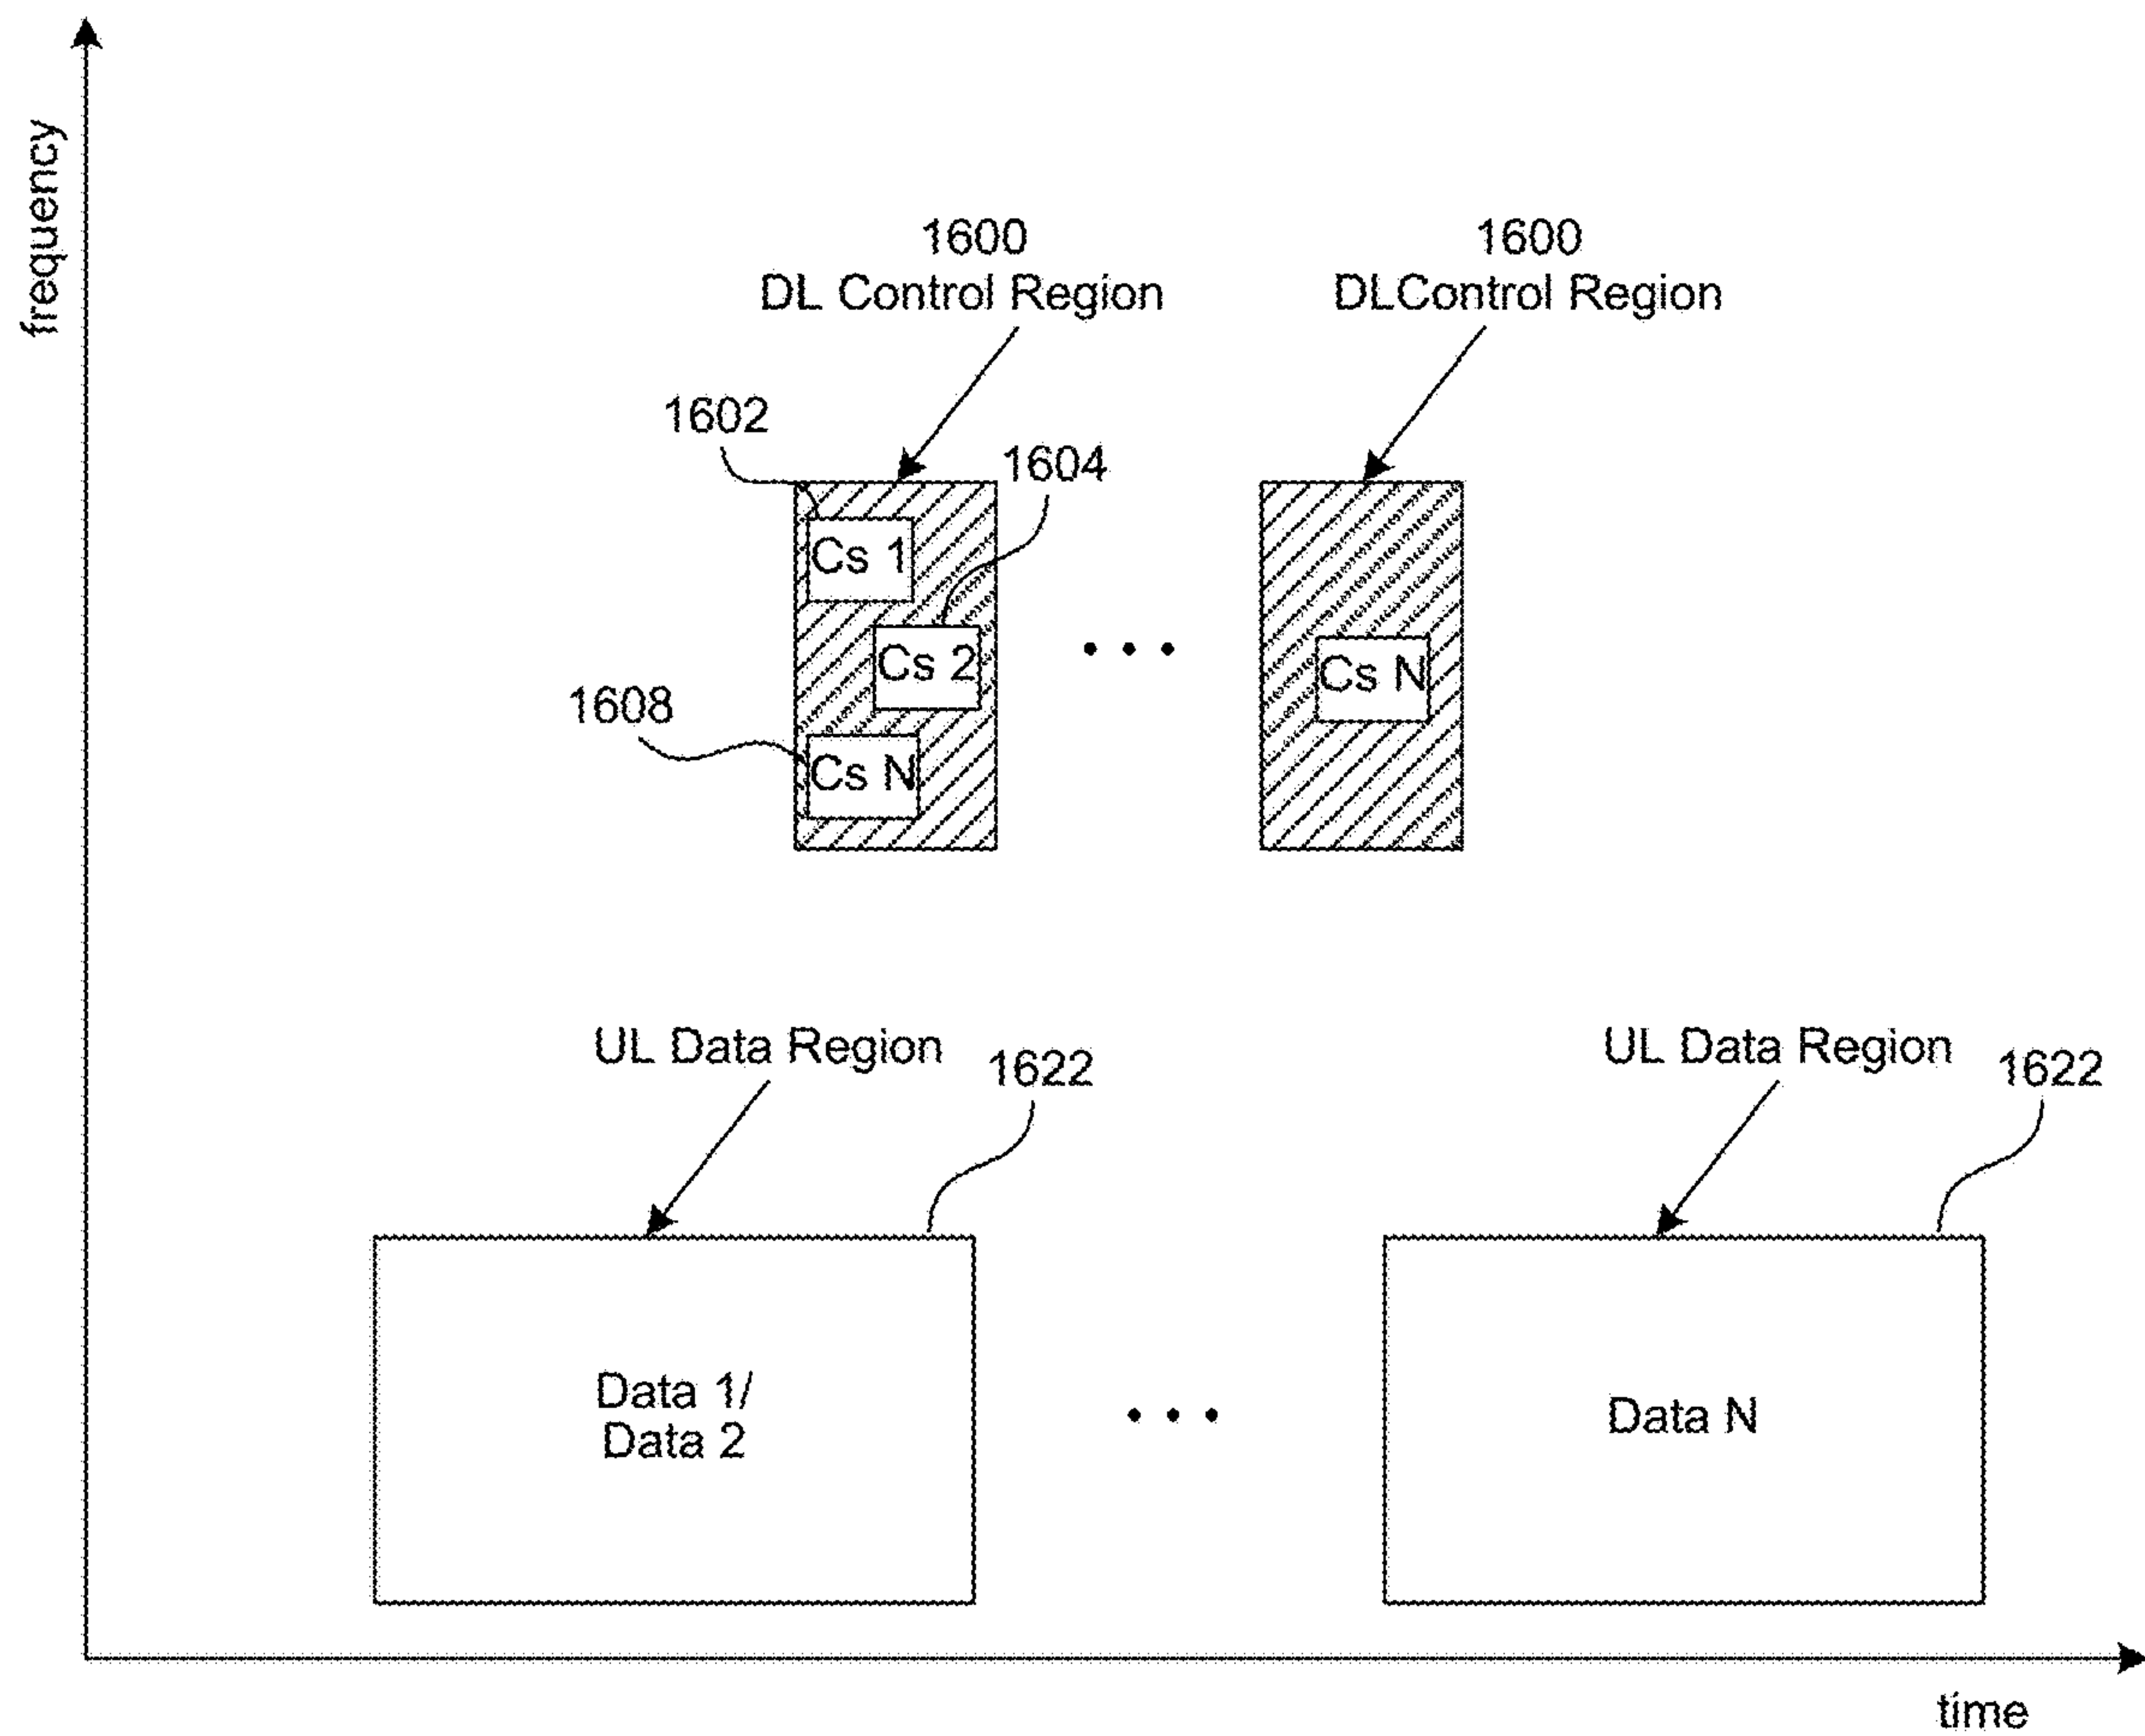 frequency
1600
DL Control Region
1600
DLControl Region
1602
1604
Cs 1
Cs 2
1608
Cs N
• • •
Cs N
UL Data Region
1622
UL Data Region
1622
Data 1/
Data 2
• • •
Data N
time